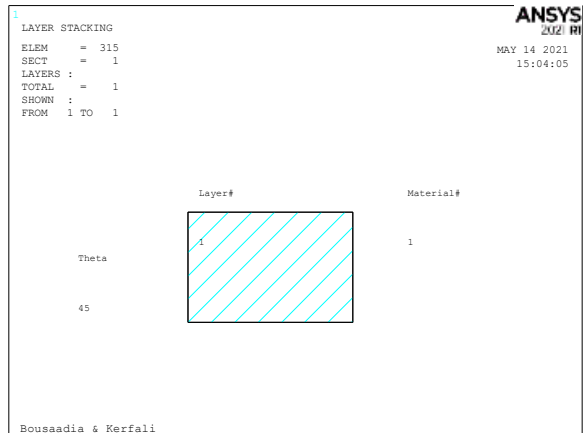 1
ANSYS
2021 R1
LAYER STACKING
ELEM = 315
SECT = 1
LAYERS :
TOTAL = 1
SHOWN :
FROM 1 TO 1
MAY 14 2021
15:04:05
Layer# Material#
1 1
Theta
45
Bousaadia & Kerfali